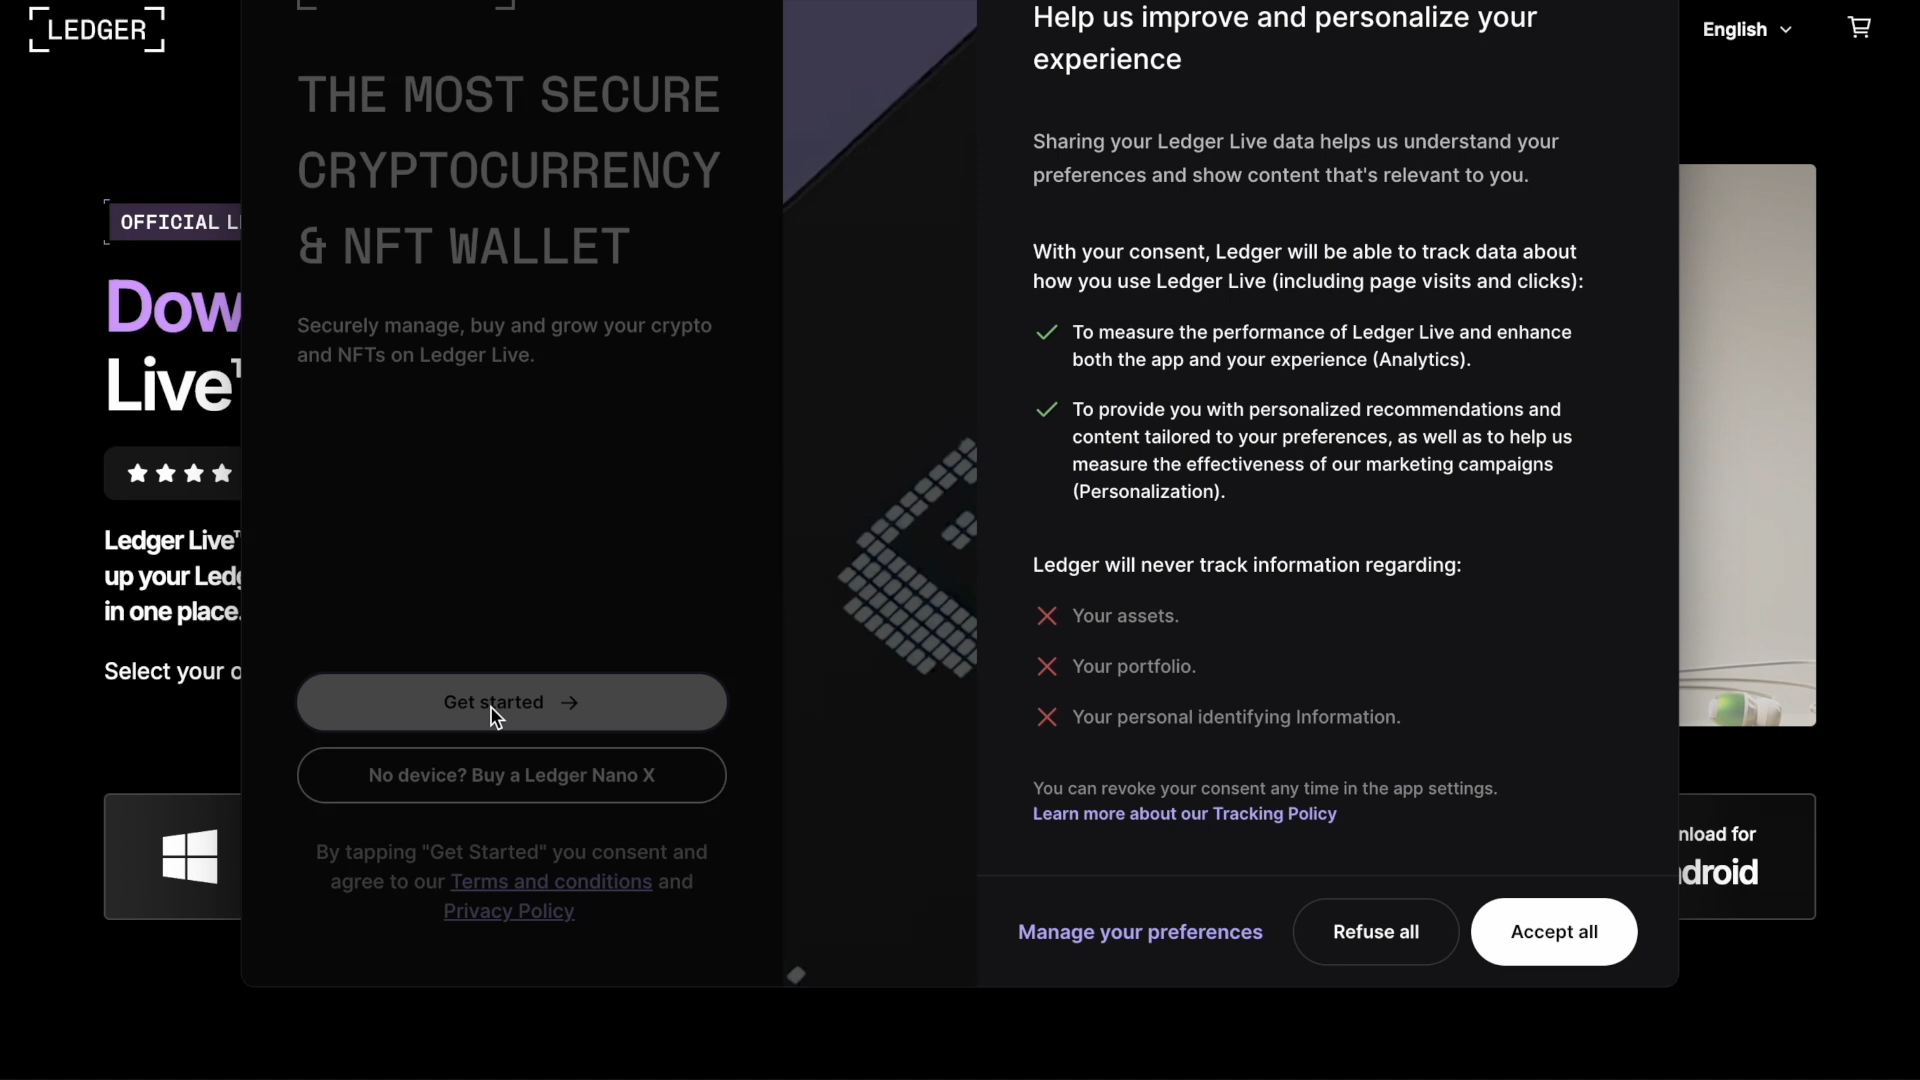 LEDGER
English
OFFICIAL L
Dow
Live
Ledger Live™
up your Ledg
in one place.
Select your o
THE MOST SECURE
CRYPTOCURRENCY
& NFT WALLET
Securely manage, buy and grow your crypto
and NFTs on Ledger Live.
Get started →
No device? Buy a Ledger Nano X
By tapping "Get Started" you consent and
agree to our Terms and conditions and
Privacy Policy
Help us improve and personalize your
experience
Sharing your Ledger Live data helps us understand your
preferences and show content that's relevant to you.
With your consent, Ledger will be able to track data about
how you use Ledger Live (including page visits and clicks):
To measure the performance of Ledger Live and enhance
both the app and your experience (Analytics).
To provide you with personalized recommendations and
content tailored to your preferences, as well as to help us
measure the effectiveness of our marketing campaigns
(Personalization).
Ledger will never track information regarding:
Your assets.
Your portfolio.
Your personal identifying Information.
You can revoke your consent any time in the app settings.
Learn more about our Tracking Policy
Manage your preferences
Refuse all
Accept all
nload for
droid